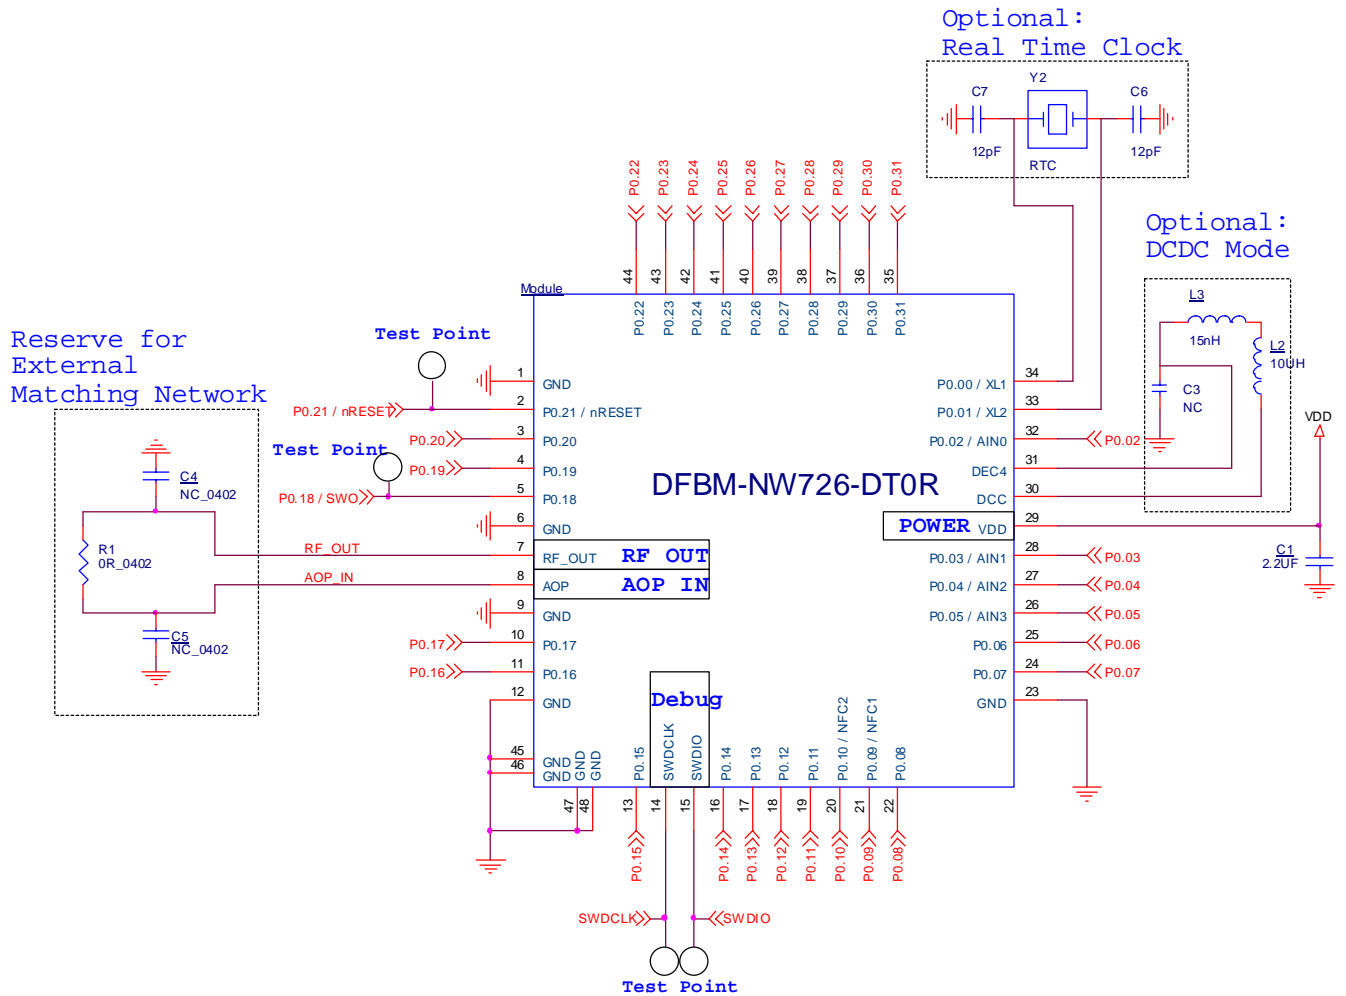 Optional:
Real Time Clock
Y2
C7
C6
12pF
12pF
RTC
P0.22
P0.23
P0.24
P0.25
P0.26
P0.27
P0.28
P0.29
P0.30
P0.31
44
43
42
41
40
39
38
37
36
35
Optional:
DCDC Mode
L3
15nH
L2
10UH
C3
NC
VDD
C1
2.2UF
Module
P0.22
P0.23
P0.24
P0.25
P0.26
P0.27
P0.28
P0.29
P0.30
P0.31
Reserve for
External
Matching Network
C4
NC_0402
R1
0R_0402
C5
NC_0402
RF_OUT
AOP_IN
Test Point
P0.21 / nRESET
P0.20
Test Point
P0.19
P0.18 / SWO
P0.17
P0.16
1 GND
2 P0.21 / nRESET
3 P0.20
4 P0.19
5 P0.18
6 GND
7 RF_OUT RF OUT
8 AOP AOP IN
9 GND
10 P0.17
11 P0.16
12 GND
45 GND
46 GND
DFBM-NW726-DT0R
P0.00 / XL1 34
P0.01 / XL2 33
P0.02 / AIN0 32 P0.02
DEC4 31
DCC 30
POWER VDD 29
P0.03 / AIN1 28 P0.03
P0.04 / AIN2 27 P0.04
P0.05 / AIN3 26 P0.05
P0.06 25 P0.06
P0.07 24 P0.07
GND 23
Debug
GND
GND
P0.15
SWDCLK
SWDIO
P0.14
P0.13
P0.12
P0.11
P0.10 / NFC2
P0.09 / NFC1
P0.08
47
48
13
14
15
16
17
18
19
20
21
22
P0.15
P0.14
P0.13
P0.12
P0.11
P0.10
P0.09
P0.08
SWDCLK
SWDIO
Test Point